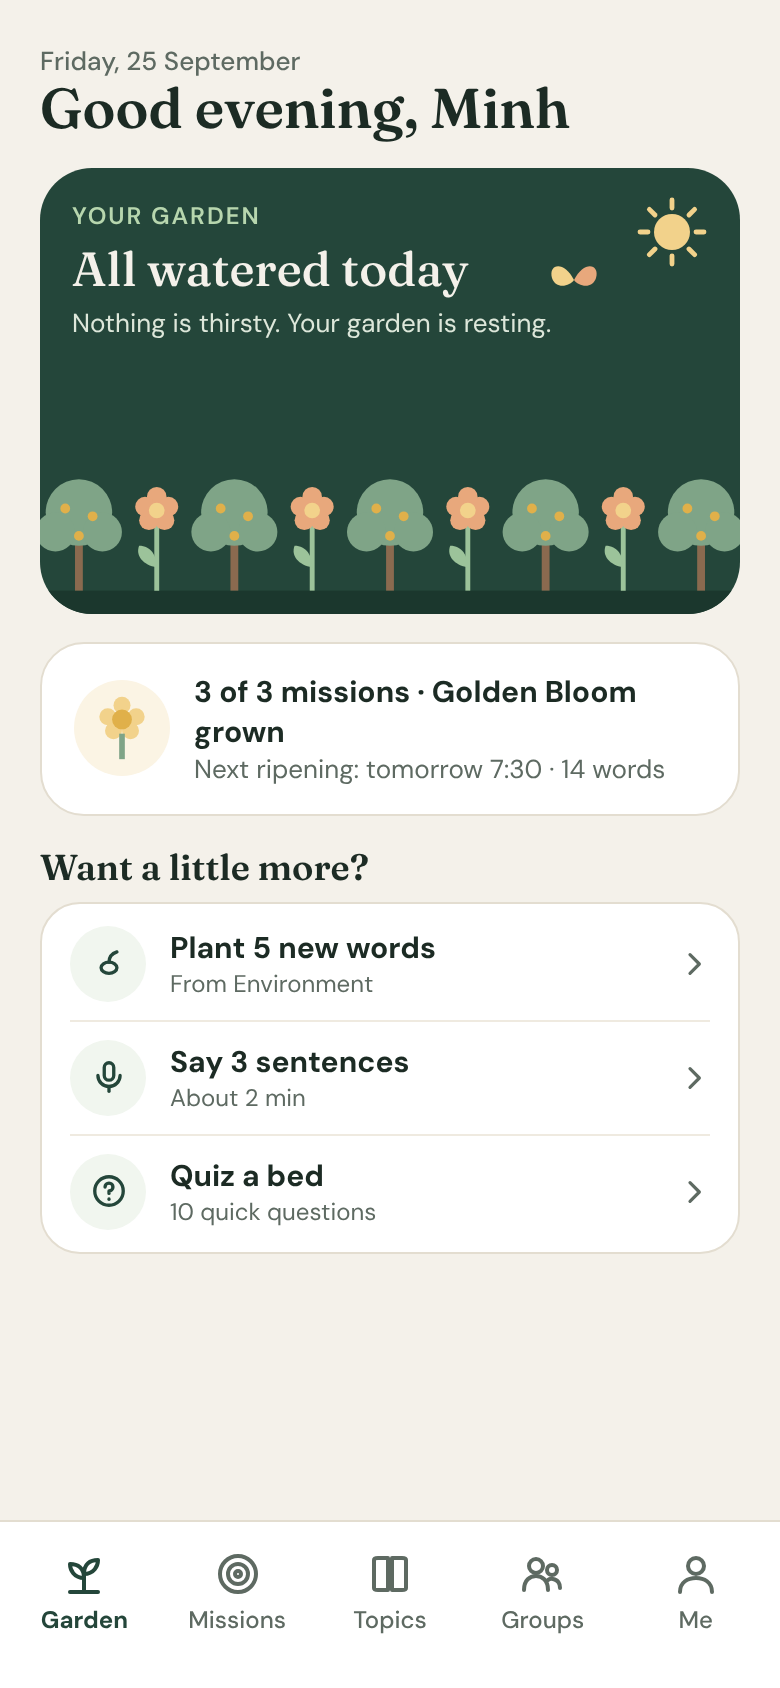 Friday, 25 September
Good evening, Minh
YOUR GARDEN
All watered today
Nothing is thirsty. Your garden is resting.
3 of 3 missions · Golden Bloom
grown
Next ripening: tomorrow 7:30 · 14 words
Want a little more?
Plant 5 new words
From Environment
Say 3 sentences
About 2 min
Quiz a bed
10 quick questions
Garden
Missions
Topics
Groups
Me